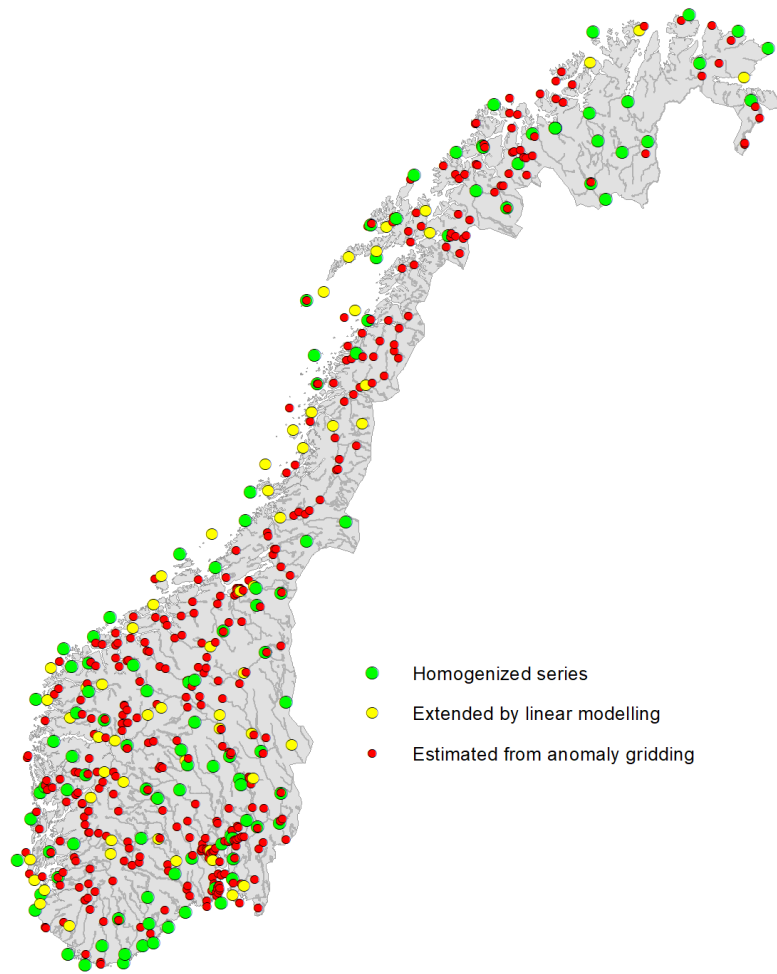 Homogenized series
Extended by linear modelling
Estimated from anomaly gridding